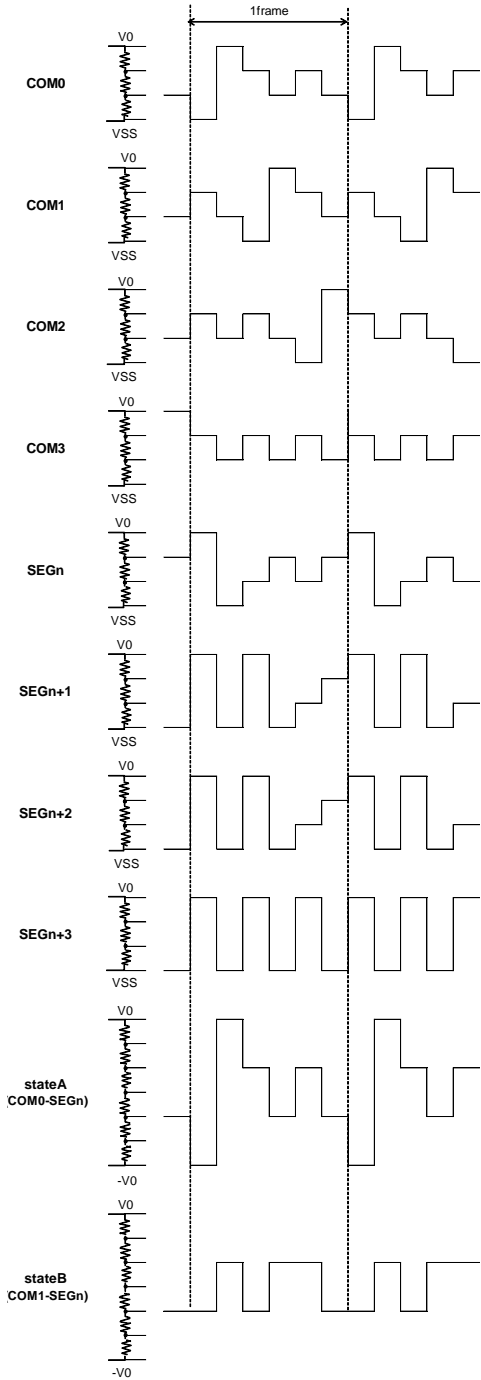 1frame
V0
COM0
VSS
V0
COM1
VSS
V0
COM2
VSS
V0
COM3
VSS
V0
SEGn
VSS
V0
SEGn+1
VSS
V0
SEGn+2
VSS
V0
SEGn+3
VSS
V0
stateA
(COM0-SEGn)
-V0
V0
stateB
(COM1-SEGn)
-V0